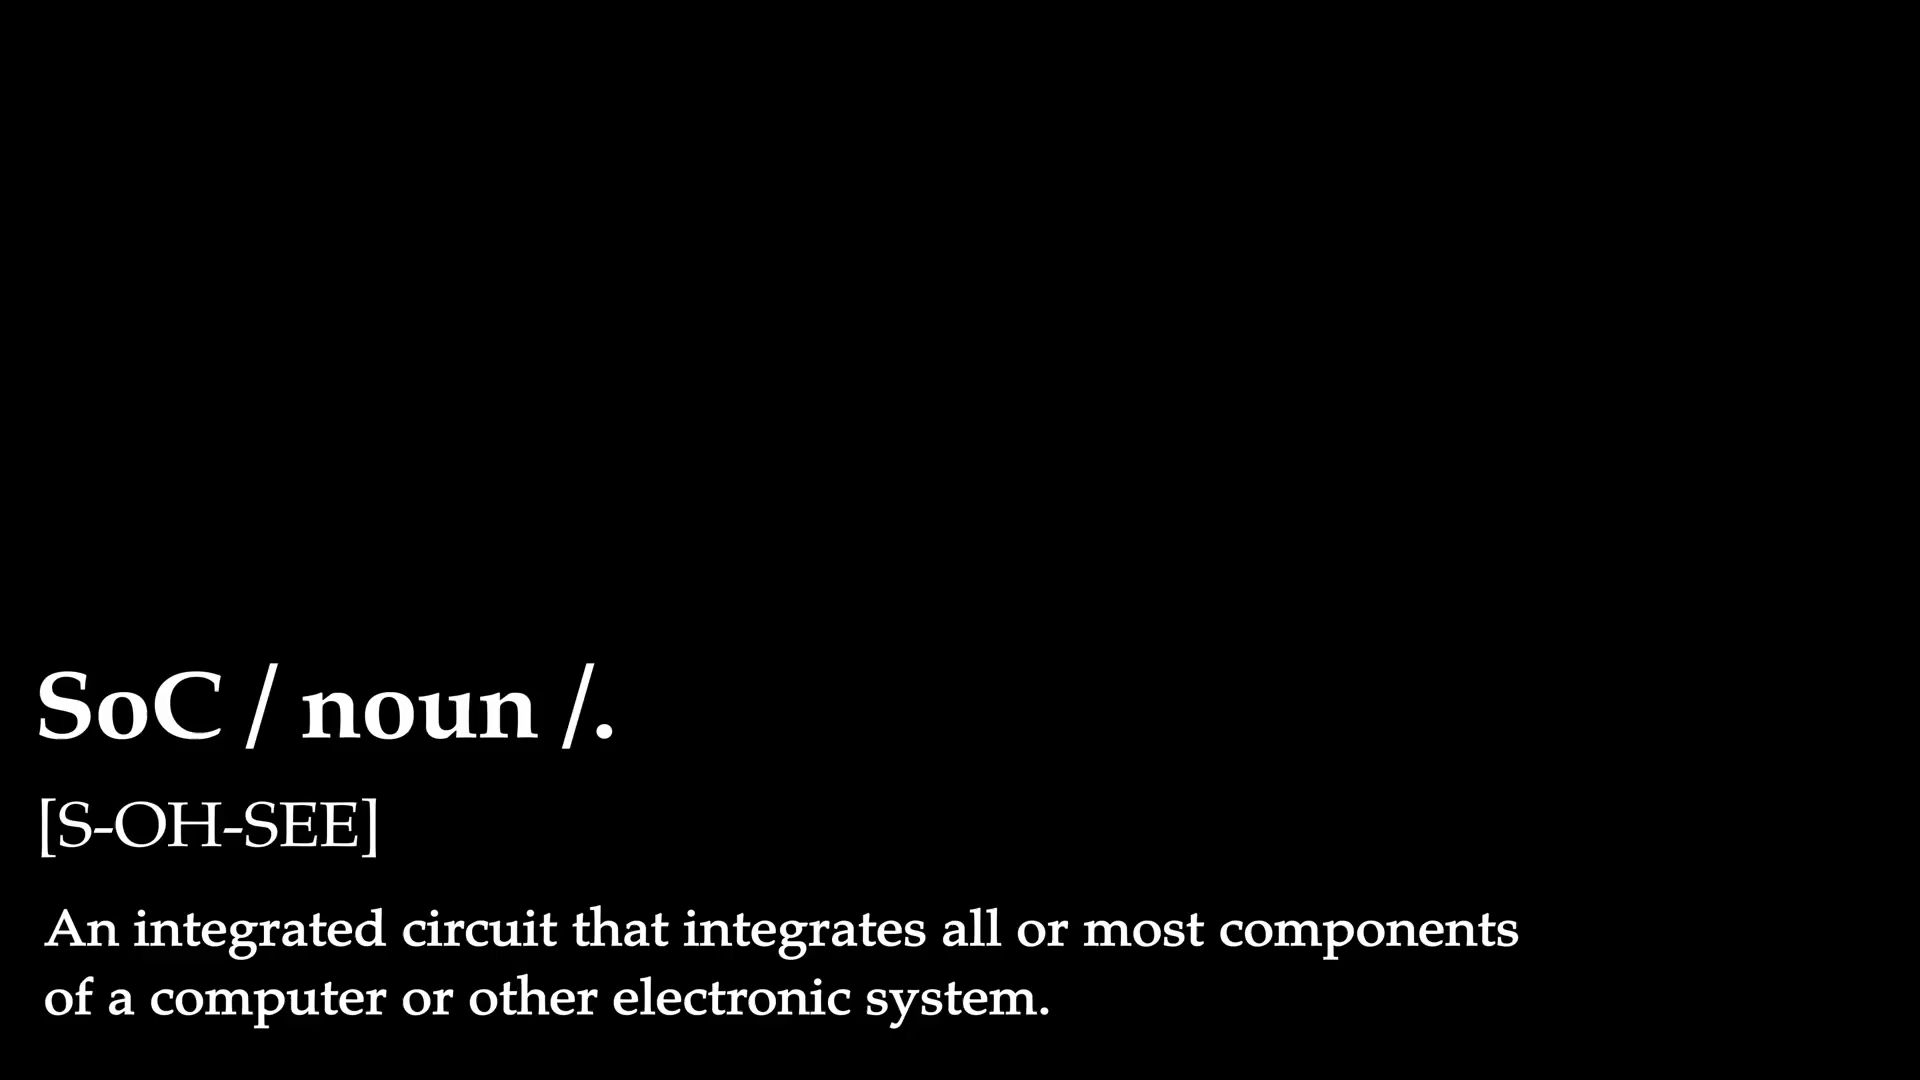 SoC / noun /.
[S-OH-SEE]
An integrated circuit that integrates all or most components
of a computer or other electronic system.